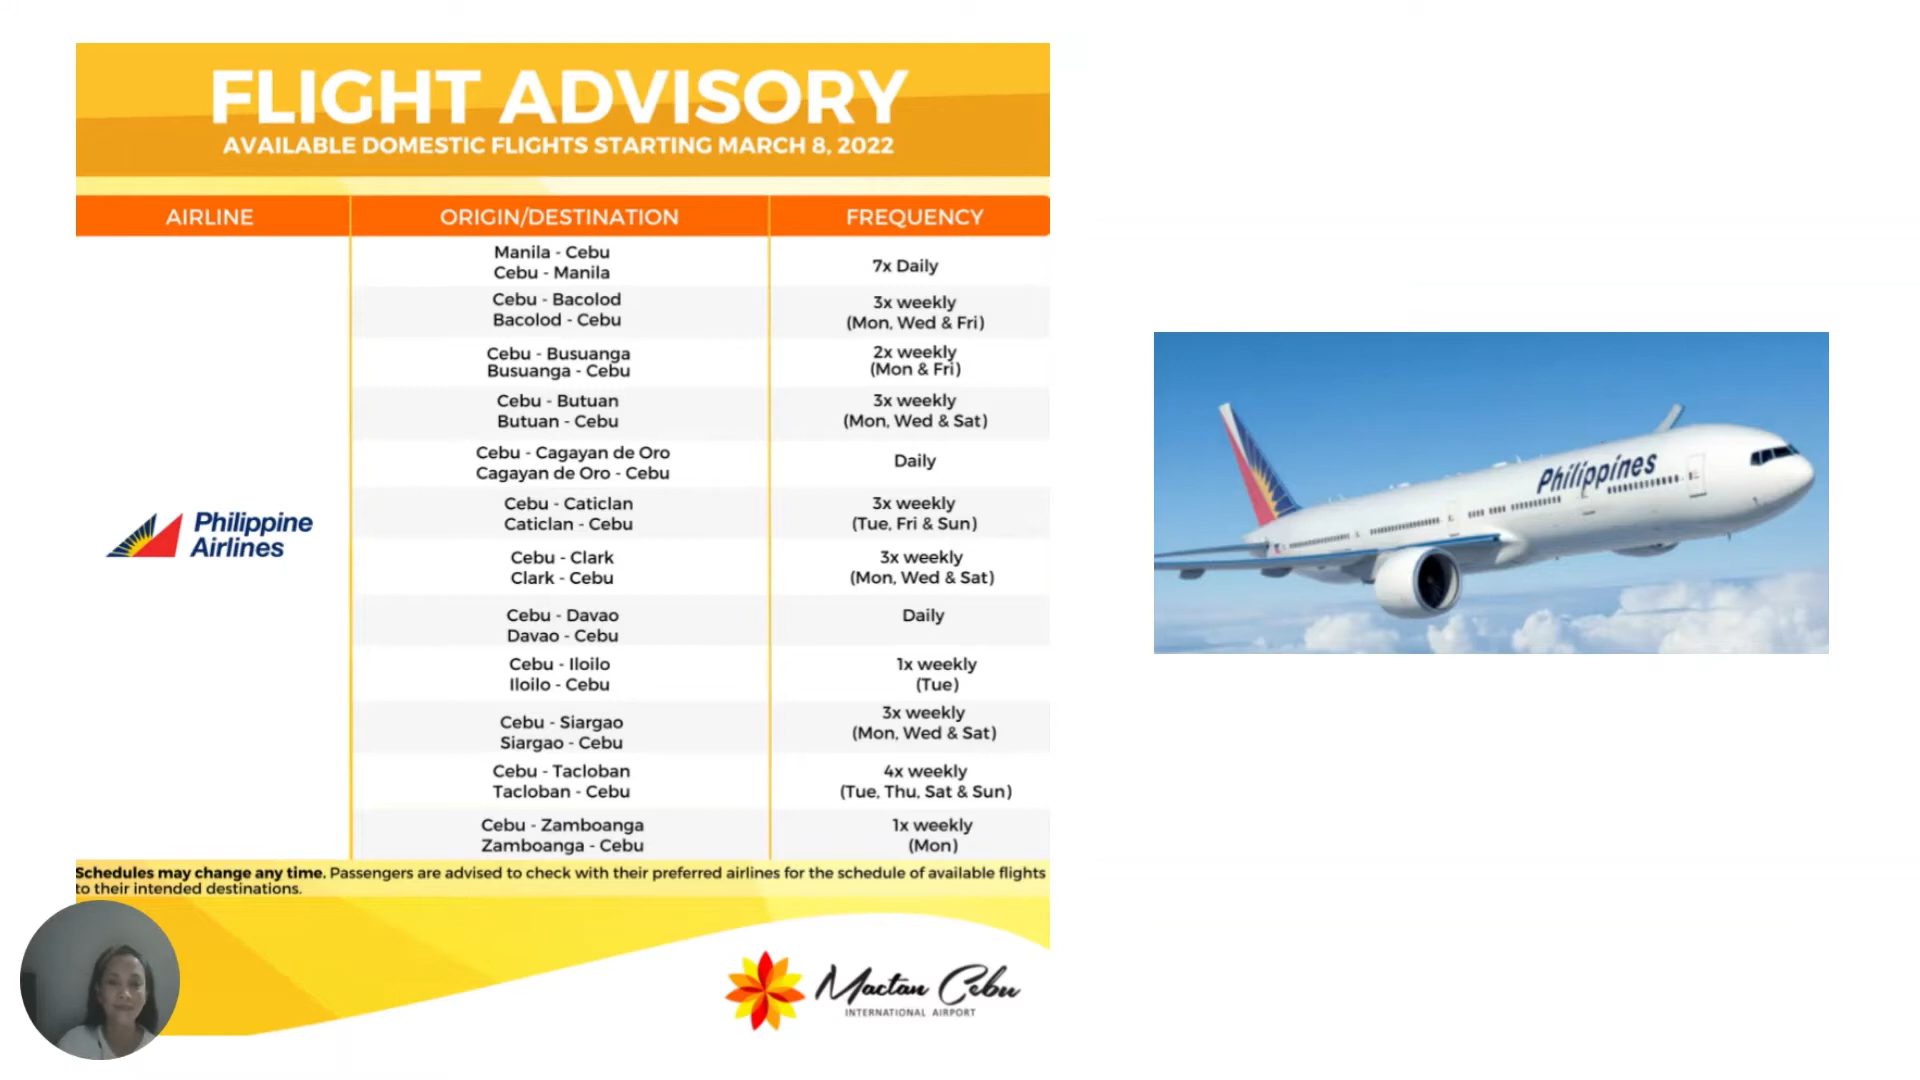 FLIGHT ADVISORY
AVAILABLE DOMESTIC FLIGHTS STARTING MARCH 8, 2022
AIRLINE
ORIGIN/DESTINATION
FREQUENCY
Philippine
Airlines
Manila - Cebu
Cebu - Manila
7x Daily
Cebu - Bacolod
Bacolod - Cebu
3x weekly
(Mon, Wed & Fri)
Cebu - Busuanga
Busuanga - Cebu
2x weekly
(Mon & Fri)
Cebu - Butuan
Butuan - Cebu
3x weekly
(Mon, Wed & Sat)
Cebu - Cagayan de Oro
Cagayan de Oro - Cebu
Daily
Cebu - Caticlan
Caticlan - Cebu
3x weekly
(Tue, Fri & Sun)
Cebu - Clark
Clark - Cebu
3x weekly
(Mon, Wed & Sat)
Cebu - Davao
Davao - Cebu
Daily
Cebu - Iloilo
Iloilo - Cebu
1x weekly
(Tue)
Cebu - Siargao
Siargao - Cebu
3x weekly
(Mon, Wed & Sat)
Cebu - Tacloban
Tacloban - Cebu
4x weekly
(Tue, Thu, Sat & Sun)
Cebu - Zamboanga
Zamboanga - Cebu
1x weekly
(Mon)
Schedules may change any time. Passengers are advised to check with their preferred airlines for the schedule of available flights
to their intended destinations.
Mactan Cebu
INTERNATIONAL AIRPORT
Philippines